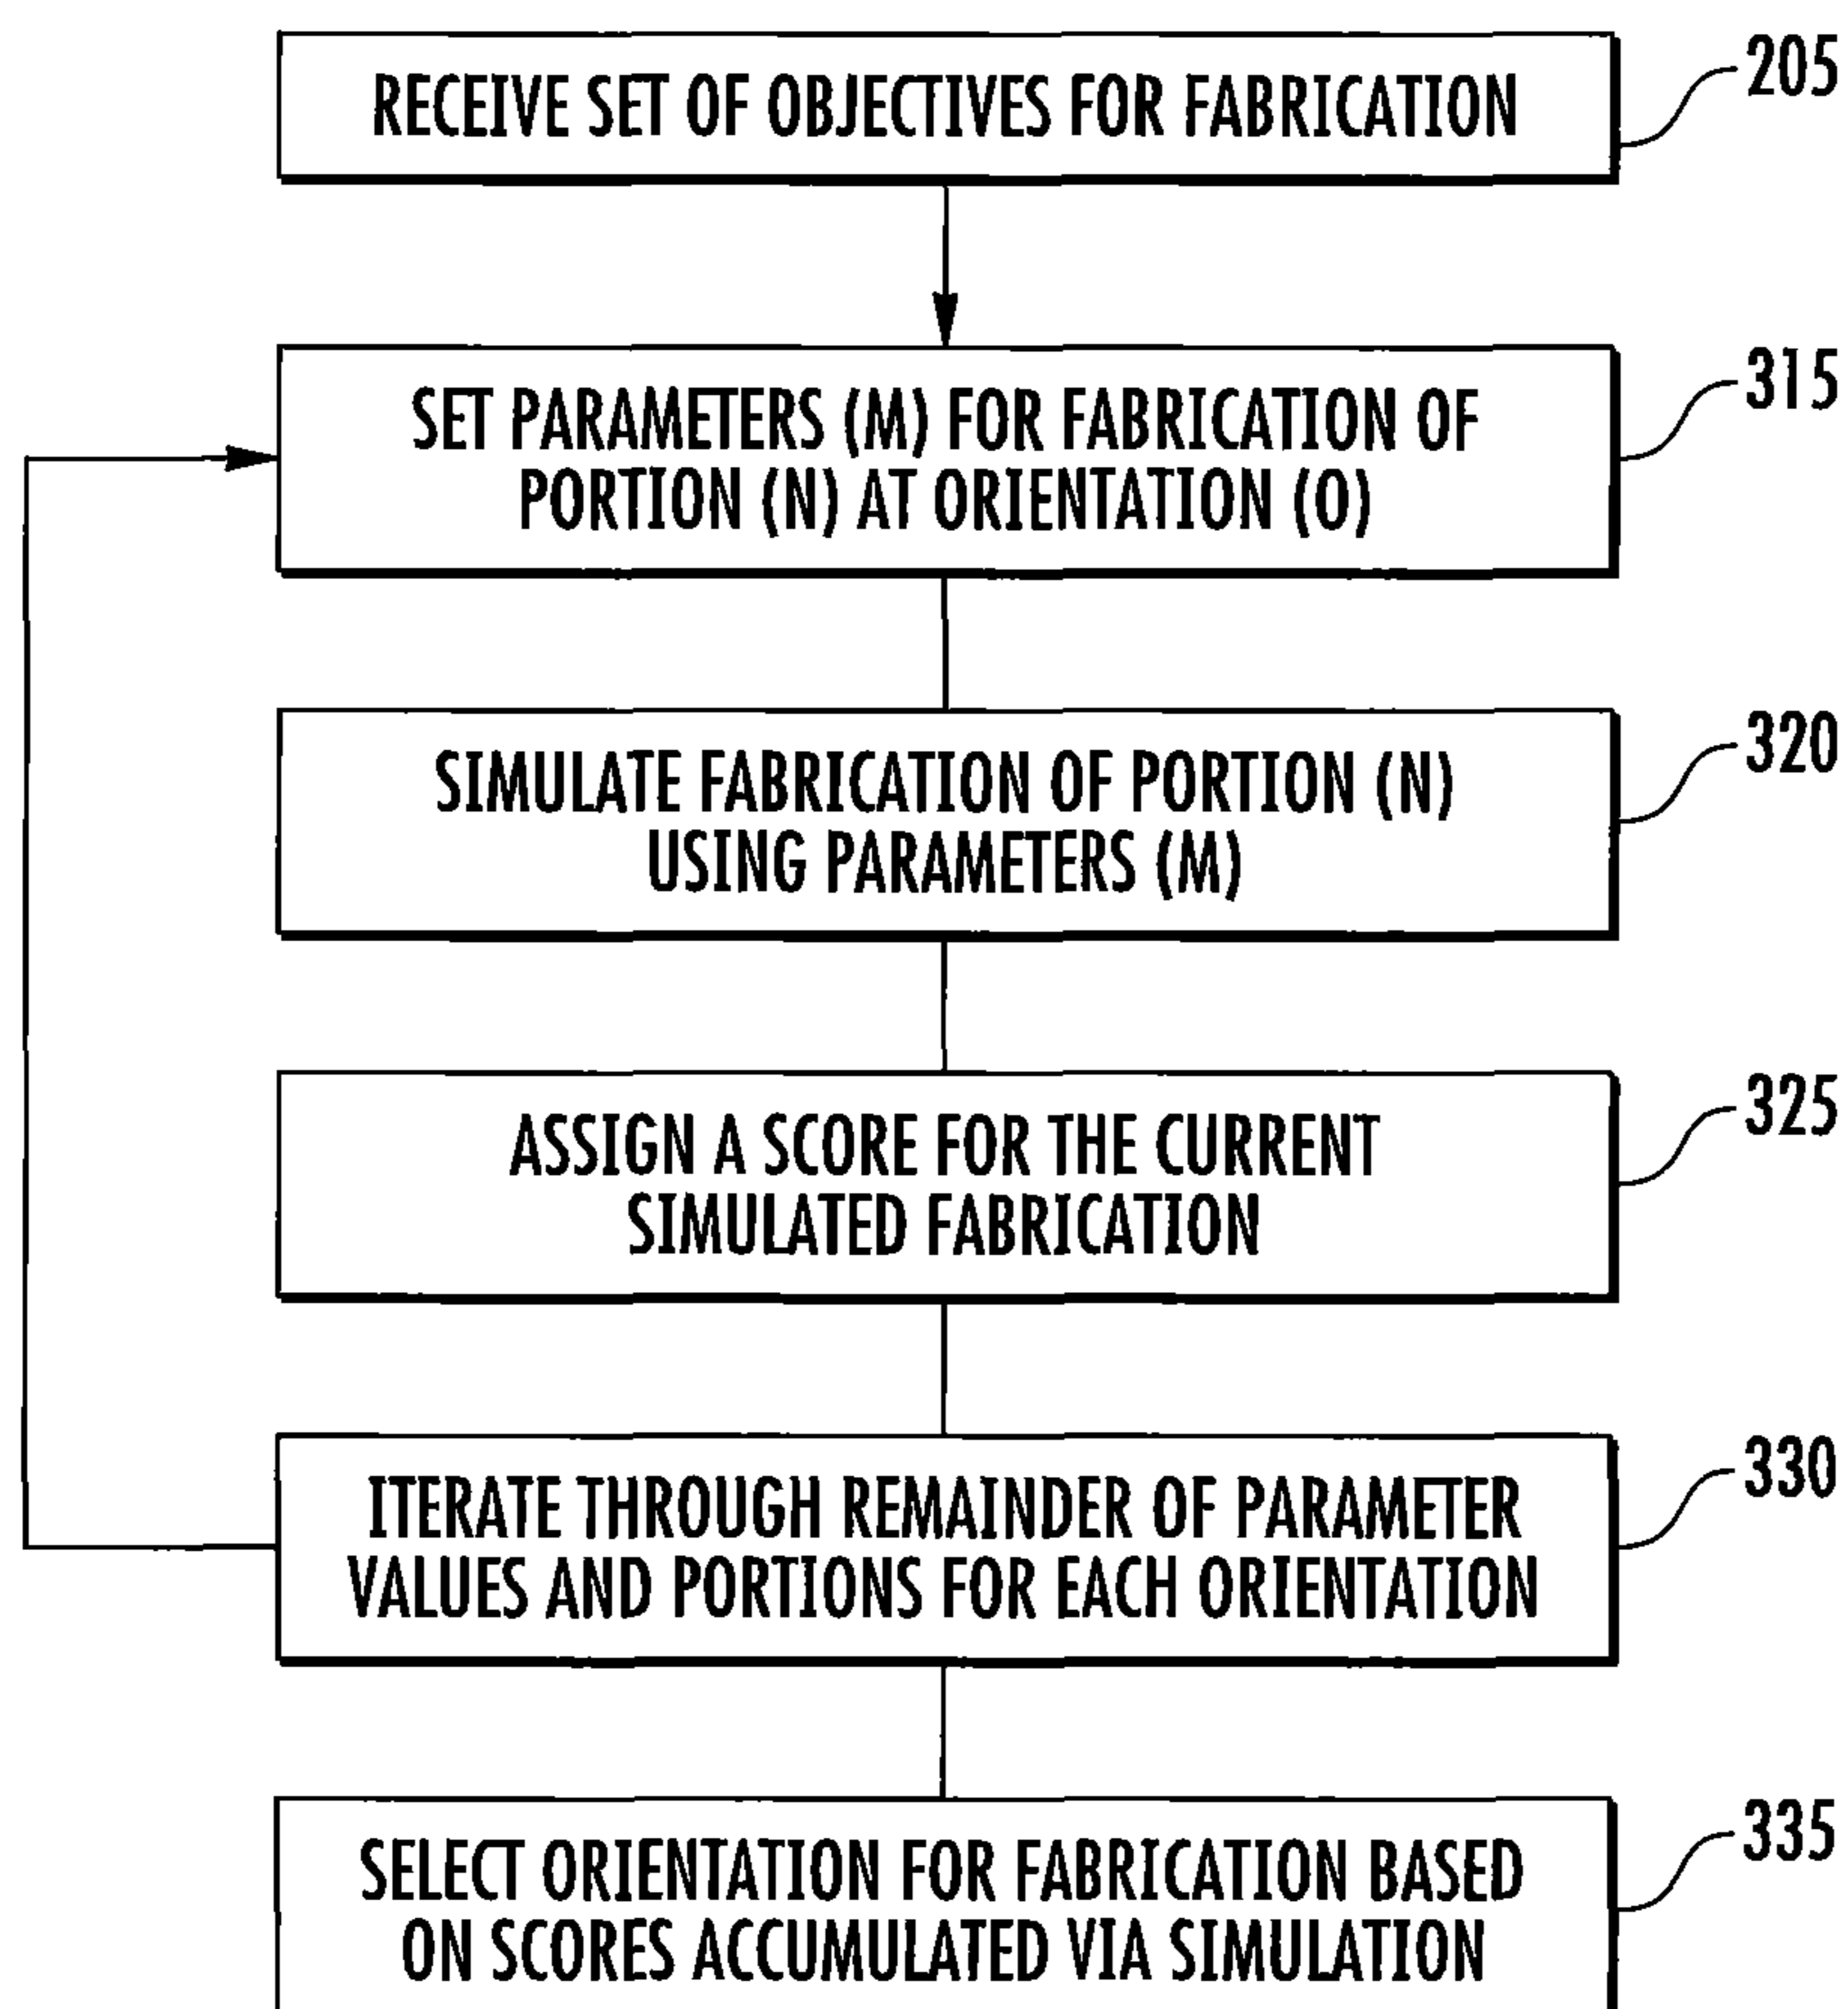 RECEIVE SET OF OBJECTIVES FOR FABRICATION
205
SET PARAMETERS (M) FOR FABRICATION OF
PORTION (N) AT ORIENTATION (O)
315
SIMULATE FABRICATION OF PORTION (N)
USING PARAMETERS (M)
320
ASSIGN A SCORE FOR THE CURRENT
SIMULATED FABRICATION
325
ITERATE THROUGH REMAINDER OF PARAMETER
VALUES AND PORTIONS FOR EACH ORIENTATION
330
SELECT ORIENTATION FOR FABRICATION BASED
ON SCORES ACCUMULATED VIA SIMULATION
335